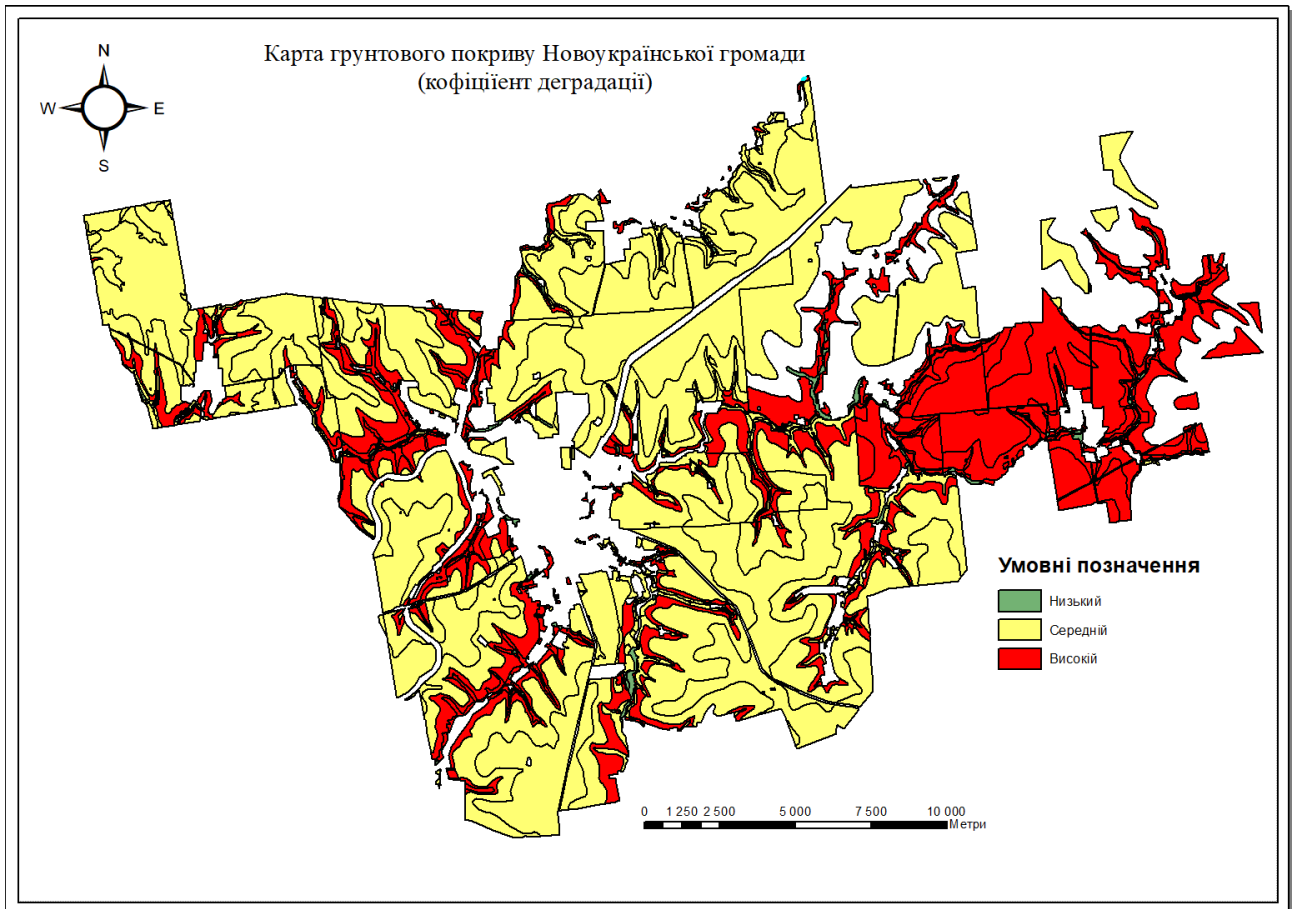 Карта грунтового покриву Новоукраїнської громади
(кофіціїент деградації)
N
W E
S
Умовні позначення
Низький
Середній
Високій
0 1 250 2 500 5 000 7 500 10 000
Метри